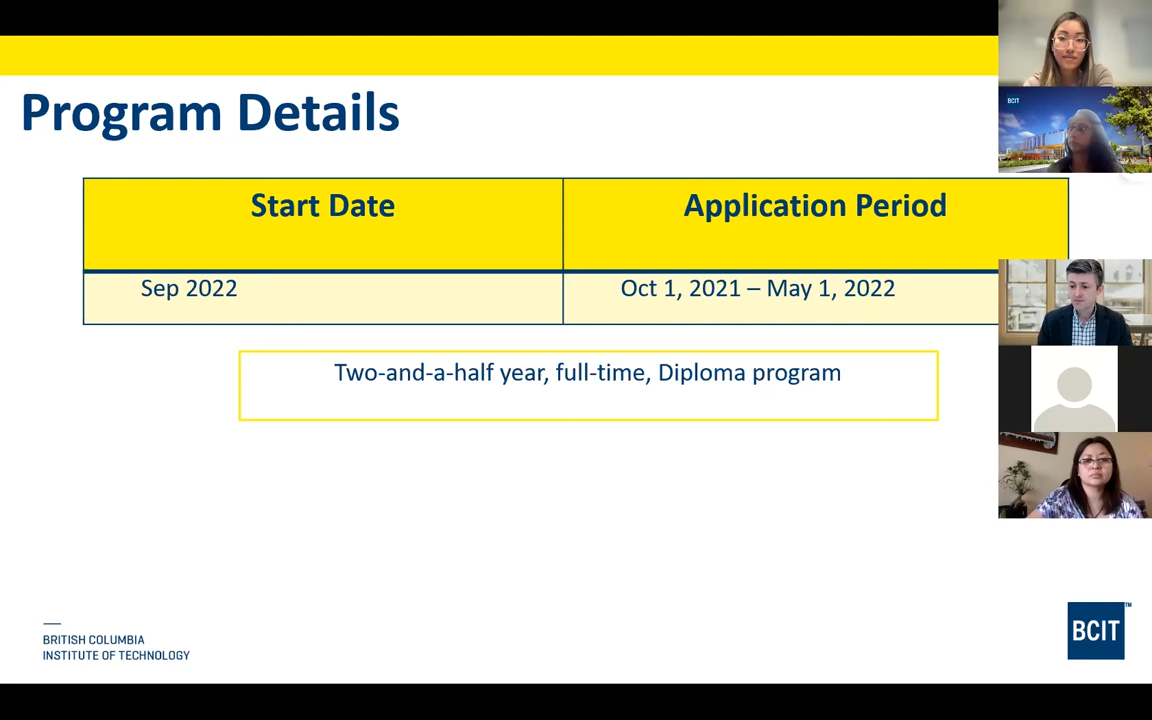 Program Details
Start Date
Application Period
Sep 2022
Oct 1, 2021 – May 1, 2022
Two-and-a-half year, full-time, Diploma program
BRITISH COLUMBIA
INSTITUTE OF TECHNOLOGY
BCIT™
BCIT